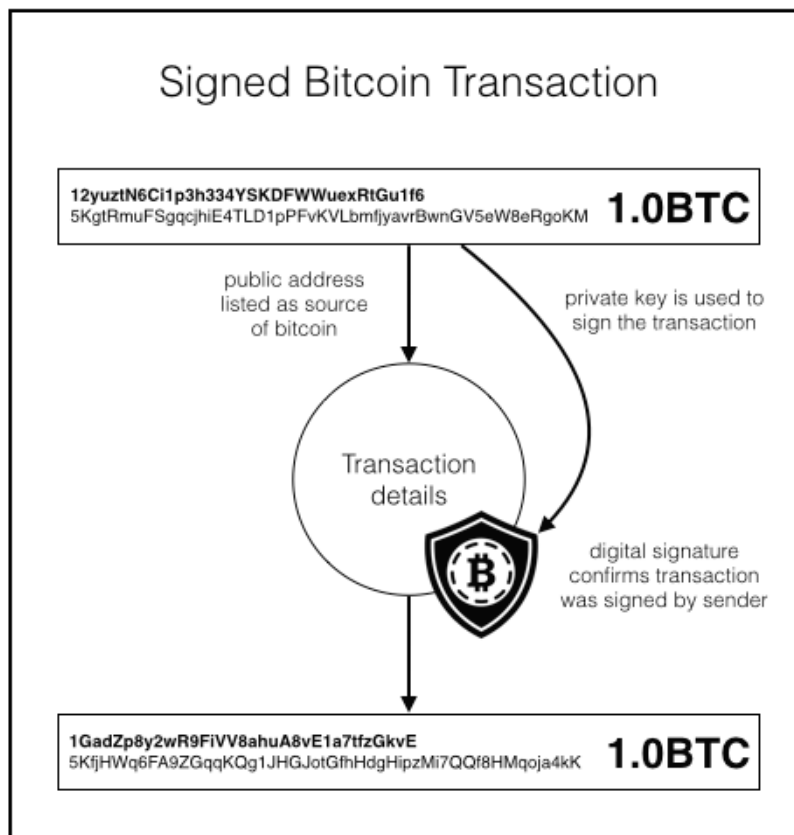 Signed Bitcoin Transaction
12yuztN6Ci1p3h334YSKDFWWuexRtGu1f6
5KgtRmuFSgqcjhiE4TLD1pPFvKVLbmfjyavrBwnGV5eW8eRgoKM
1.0BTC
public address
listed as source
of bitcoin
private key is used to
sign the transaction
Transaction
details
digital signature
confirms transaction
was signed by sender
1GadZp8y2wR9FiVV8ahuA8vE1a7tfzGkvE
5KfjHWq6FA9ZGqqKQg1JHGJotGfhHdgHipzMi7QQf8HMqoja4kK
1.0BTC